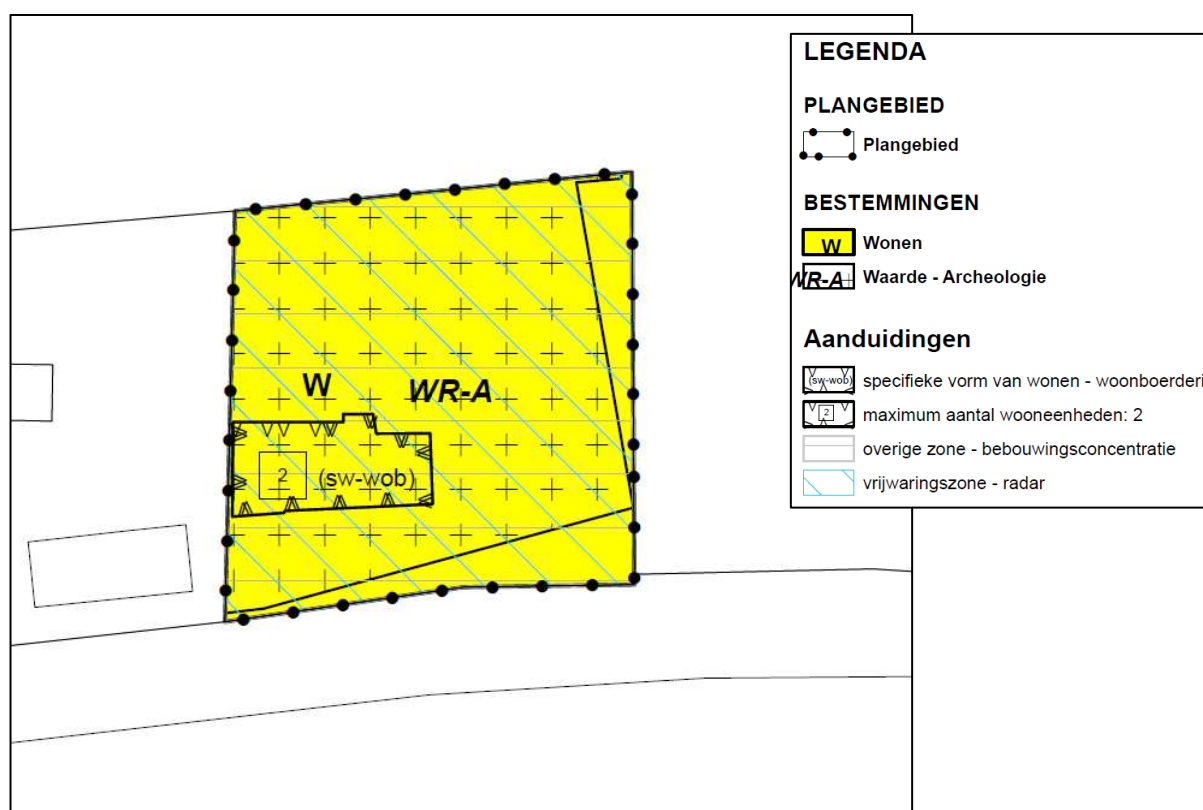 W
WR-A
2
(sw-wob)
LEGENDA
PLANGEBIED
Plangebied
BESTEMMINGEN
W Wonen
WR-A Waarde - Archeologie
Aanduidingen
(sw-wob) specifieke vorm van wonen - woonboerderi
2 maximum aantal wooneenheden: 2
overige zone - bebouwingsconcentratie
vrijwaringszone - radar